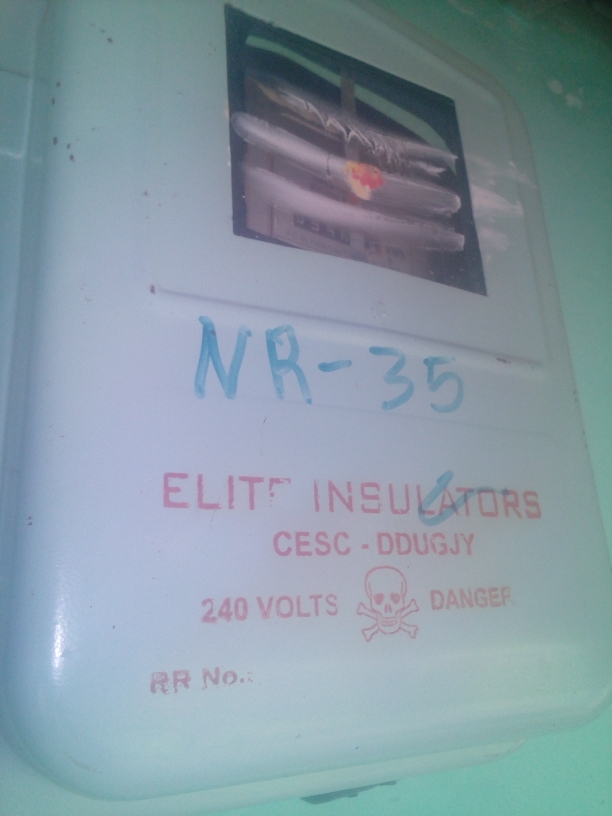 NR-35
ELITE INSULATORS
CESC - DDUGJY
240 VOLTS DANGER
RR No.: